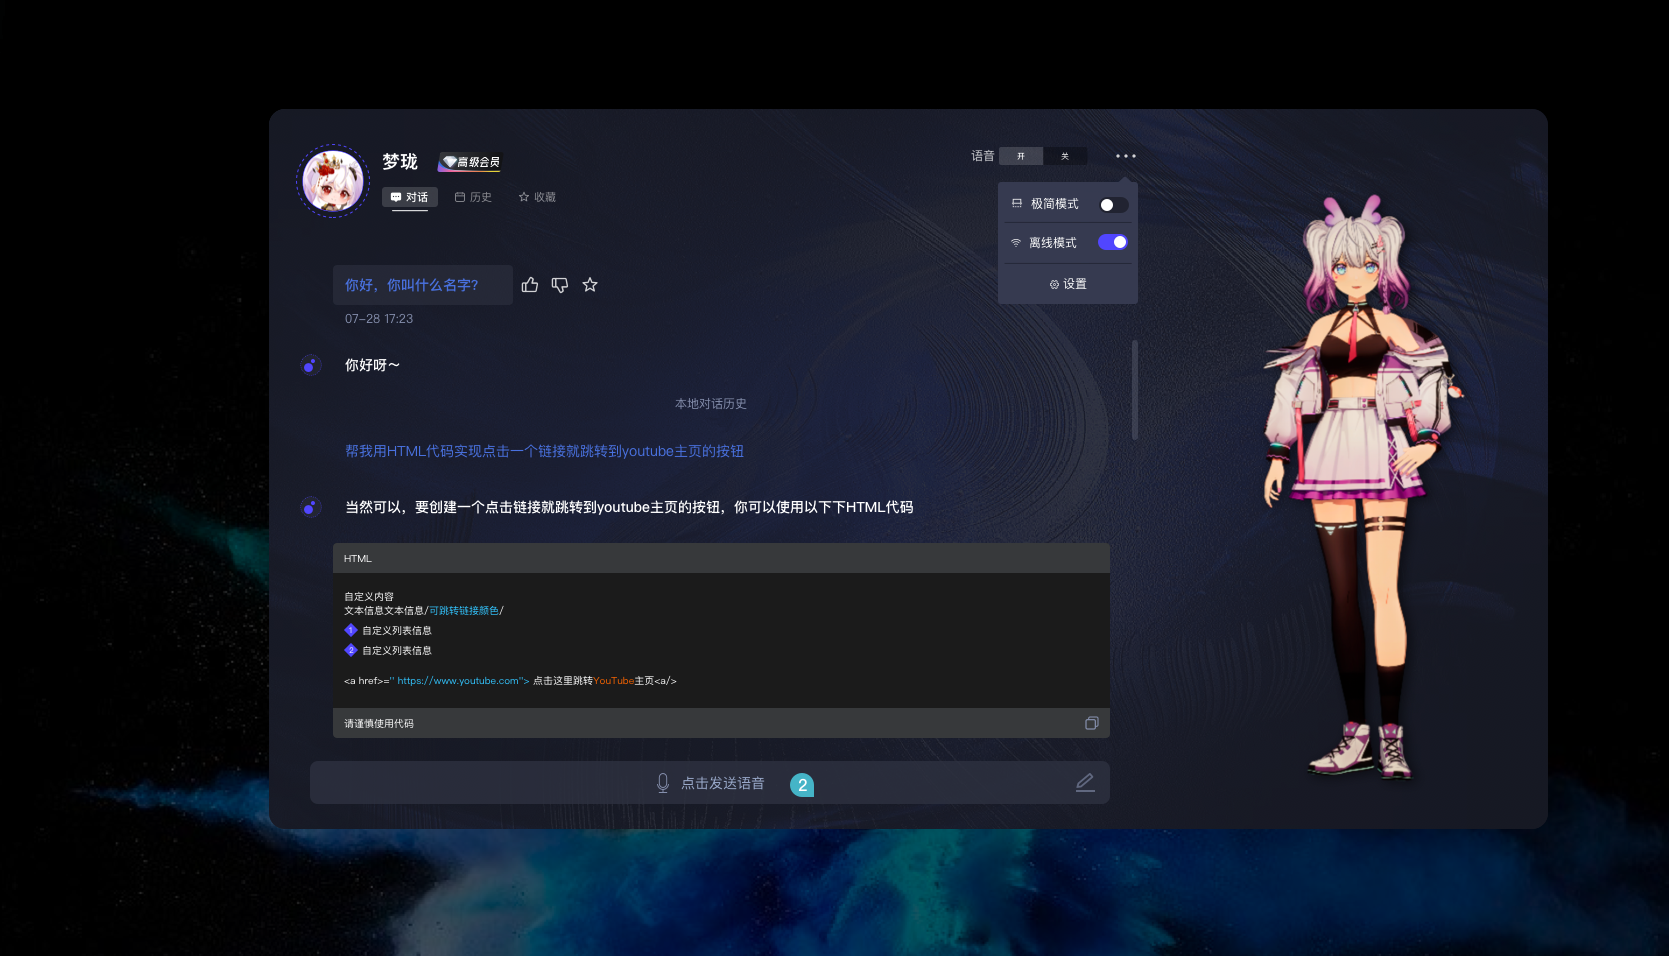 梦珑
高级会员
对话
历史
收藏
语音
开
关
极简模式
离线模式
设置
你好，你叫什么名字?
07-28 17:23
你好呀～
本地对话历史
帮我用HTML代码实现点击一个链接就跳转到youtube主页的按钮
当然可以，要创建一个点击链接就跳转到youtube主页的按钮，你可以使用以下下HTML代码
HTML
自定义内容
文本信息文本信息/可跳转链接颜色/
1 自定义列表信息
2 自定义列表信息
<a href>=" https://www.youtube.com"> 点击这里跳转YouTube主页<a/>
请谨慎使用代码
点击发送语音
2